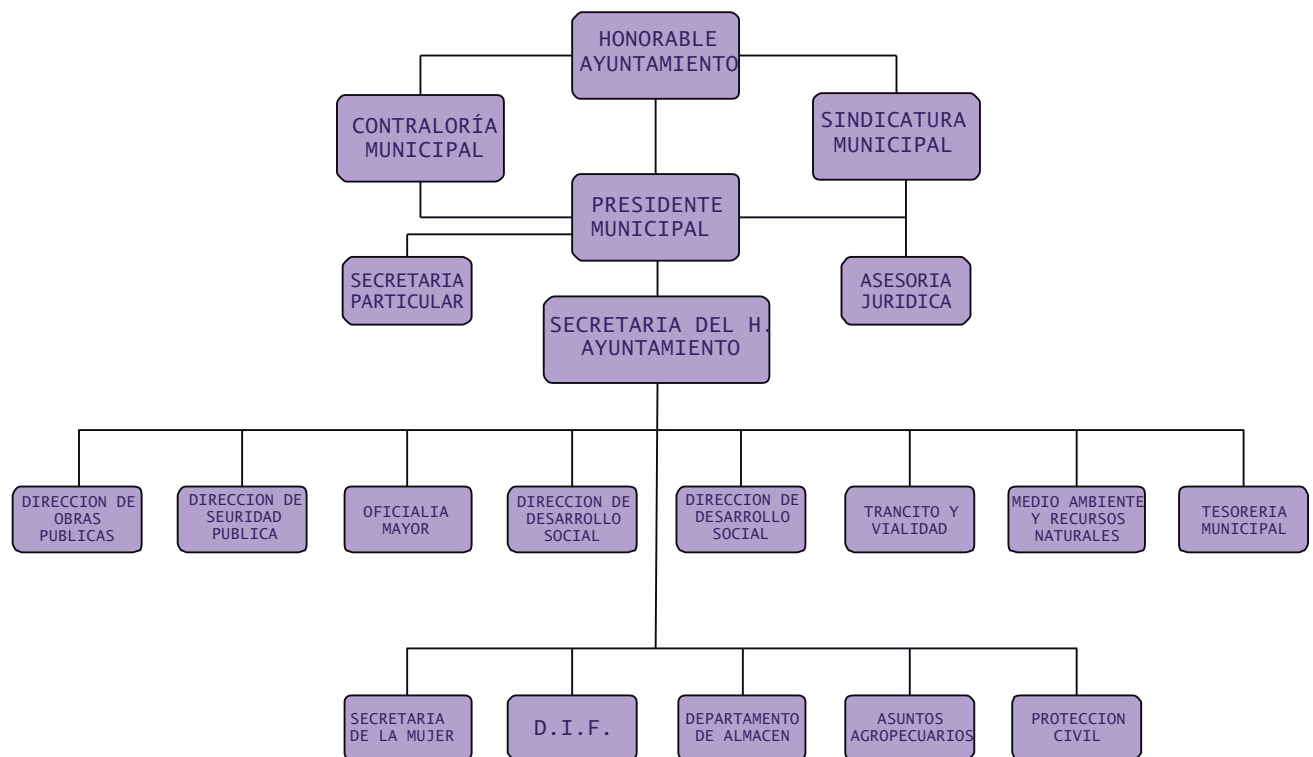 HONORABLE
AYUNTAMIENTO
CONTRALORÍA
MUNICIPAL
SINDICATURA
MUNICIPAL
PRESIDENTE
MUNICIPAL
SECRETARIA
PARTICULAR
ASESORIA
JURIDICA
SECRETARIA DEL H.
AYUNTAMIENTO
DIRECCION DE
OBRAS
PUBLICAS
DIRECCION DE
SEURIDAD
PUBLICA
OFICIALIA
MAYOR
DIRECCION DE
DESARROLLO
SOCIAL
DIRECCION DE
DESARROLLO
SOCIAL
TRANCITO Y
VIALIDAD
MEDIO AMBIENTE
Y RECURSOS
NATURALES
TESORERIA
MUNICIPAL
SECRETARIA
DE LA MUJER
D.I.F.
DEPARTAMENTO
DE ALMACEN
ASUNTOS
AGROPECUARIOS
PROTECCION
CIVIL